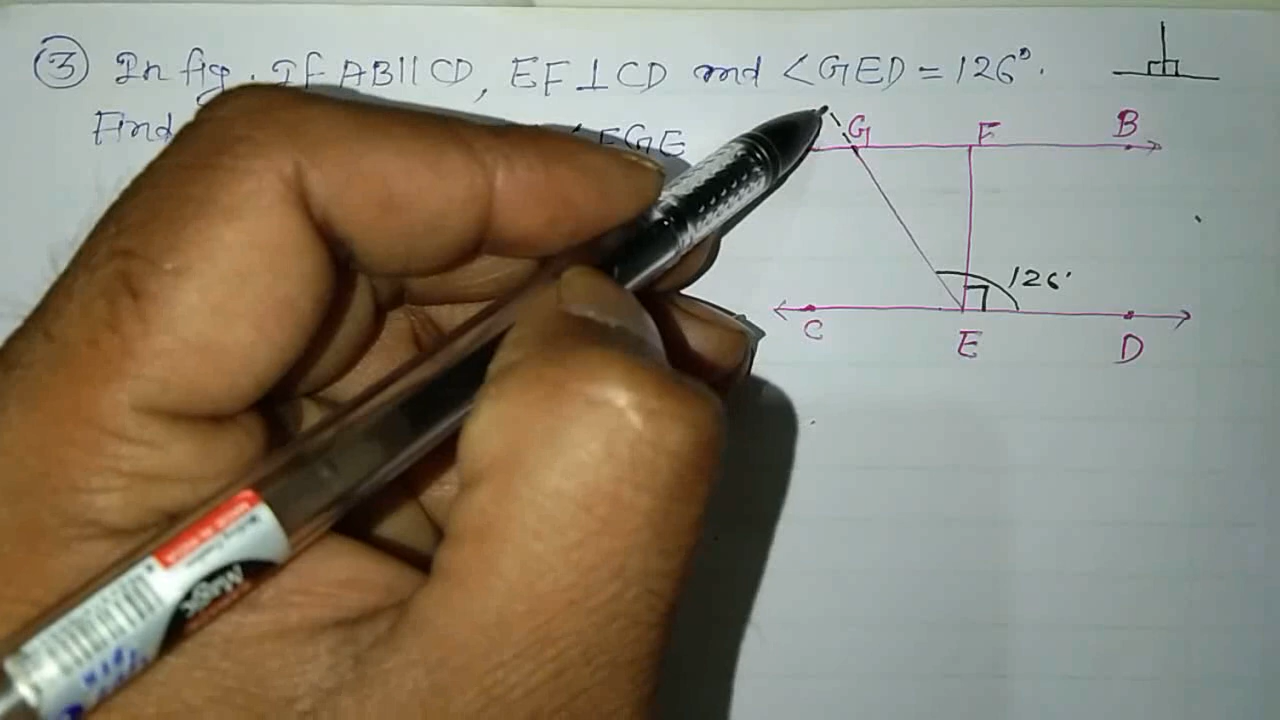 ③ In fig. If AB||CD, EF⊥CD and ∠GED = 126°.
Find FGE
G F B
126°
C E D